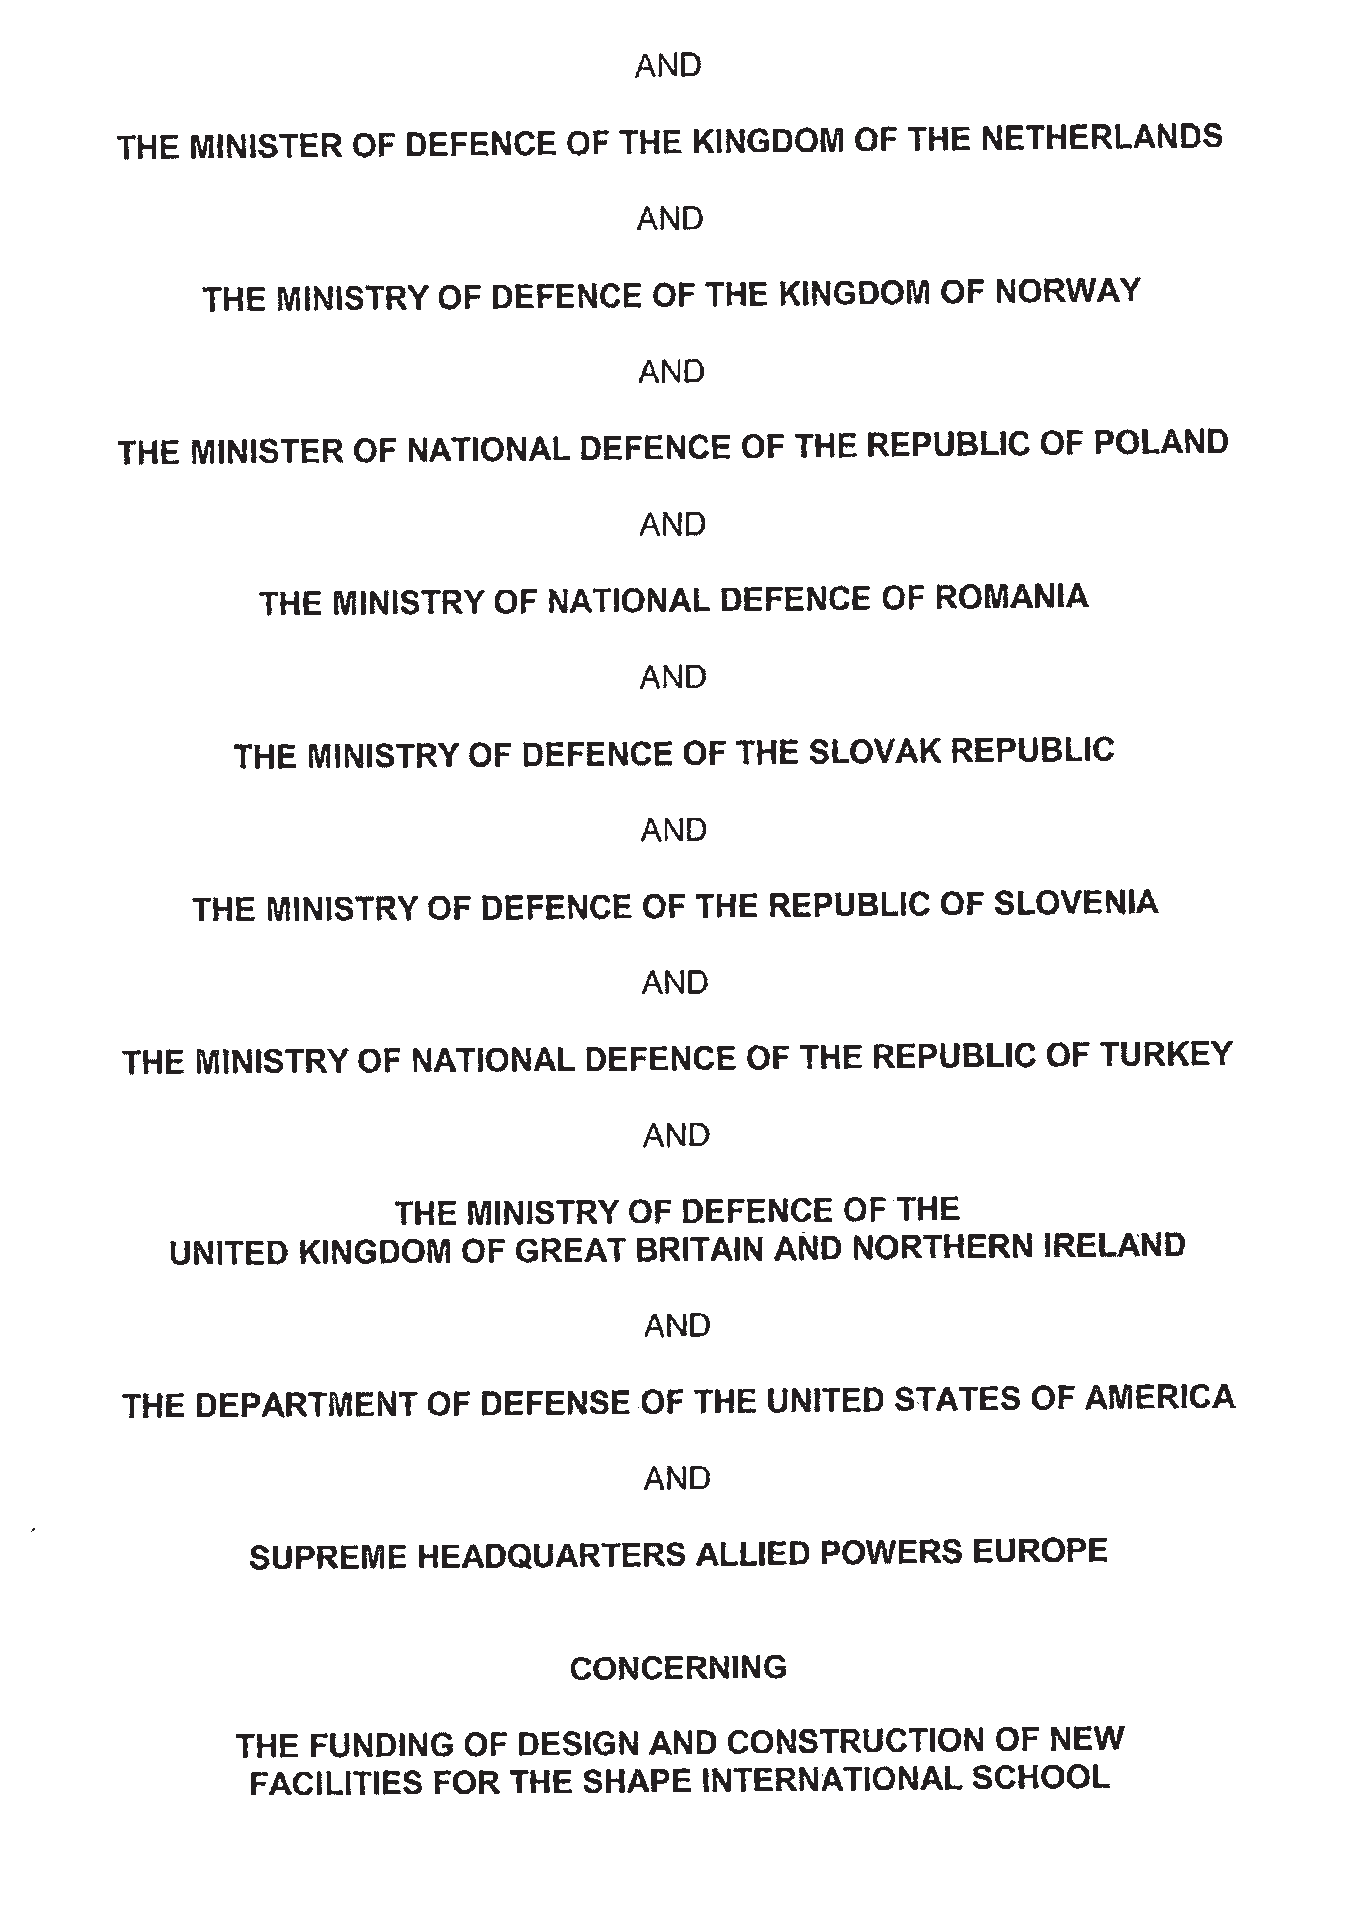 AND
THE MINISTER OF DEFENCE OF THE KINGDOM OF THE NETHERLANDS
AND
THE MINISTRY OF DEFENCE OF THE KINGDOM OF NORWAY
AND
THE MINISTER OF NATIONAL DEFENCE OF THE REPUBLIC OF POLAND
AND
THE MINISTRY OF NATIONAL DEFENCE OF ROMANIA
AND
THE MINISTRY OF DEFENCE OF THE SLOVAK REPUBLIC
AND
THE MINISTRY OF DEFENCE OF THE REPUBLIC OF SLOVENIA
AND
THE MINISTRY OF NATIONAL DEFENCE OF THE REPUBLIC OF TURKEY
AND
THE MINISTRY OF DEFENCE OF THE
UNITED KINGDOM OF GREAT BRITAIN AND NORTHERN IRELAND
AND
THE DEPARTMENT OF DEFENSE OF THE UNITED STATES OF AMERICA
AND
SUPREME HEADQUARTERS ALLIED POWERS EUROPE
CONCERNING
THE FUNDING OF DESIGN AND CONSTRUCTION OF NEW
FACILITIES FOR THE SHAPE INTERNATIONAL SCHOOL